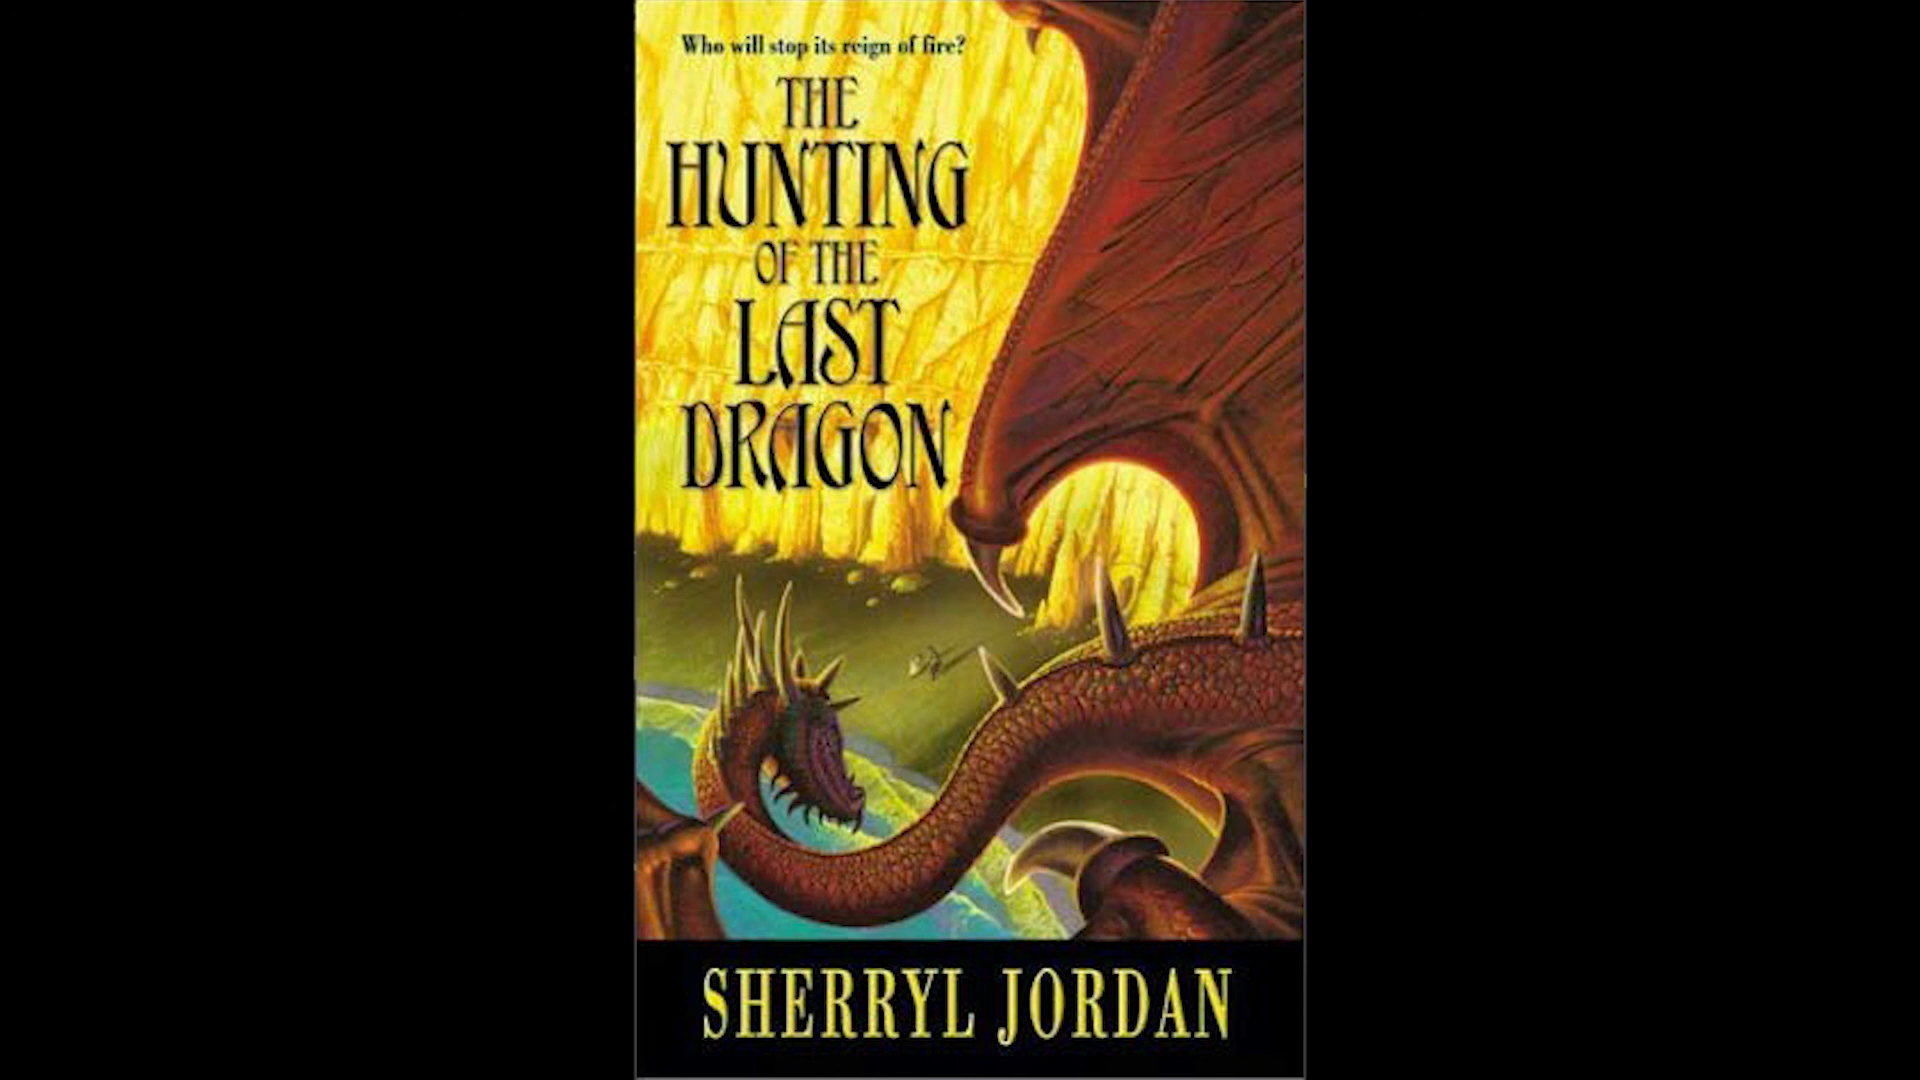 Who will stop its reign of fire?
THE
HUNTING
OF THE
LAST
DRAGON
SHERRYL JORDAN